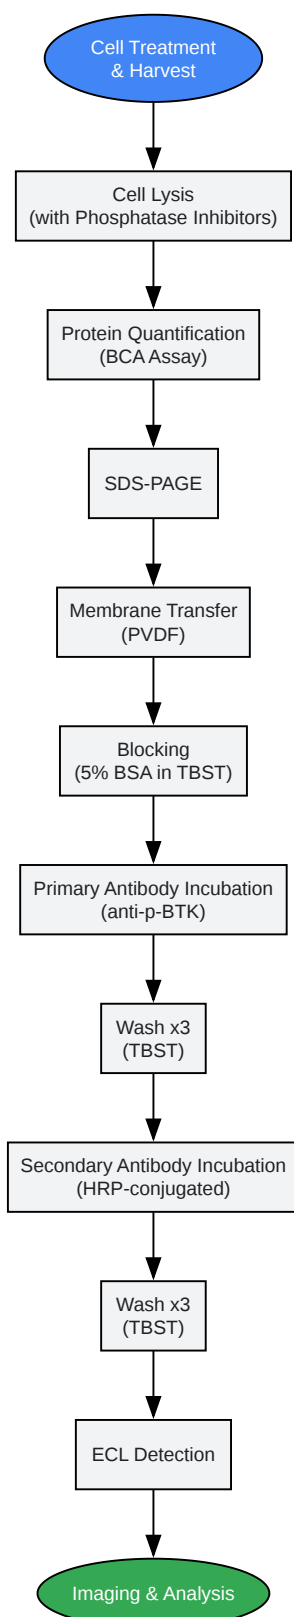 Cell Treatment
& Harvest
Cell Lysis
(with Phosphatase Inhibitors)
Protein Quantification
(BCA Assay)
SDS-PAGE
Membrane Transfer
(PVDF)
Blocking
(5% BSA in TBST)
Primary Antibody Incubation
(anti-p-BTK)
Wash x3
(TBST)
Secondary Antibody Incubation
(HRP-conjugated)
Wash x3
(TBST)
ECL Detection
Imaging & Analysis